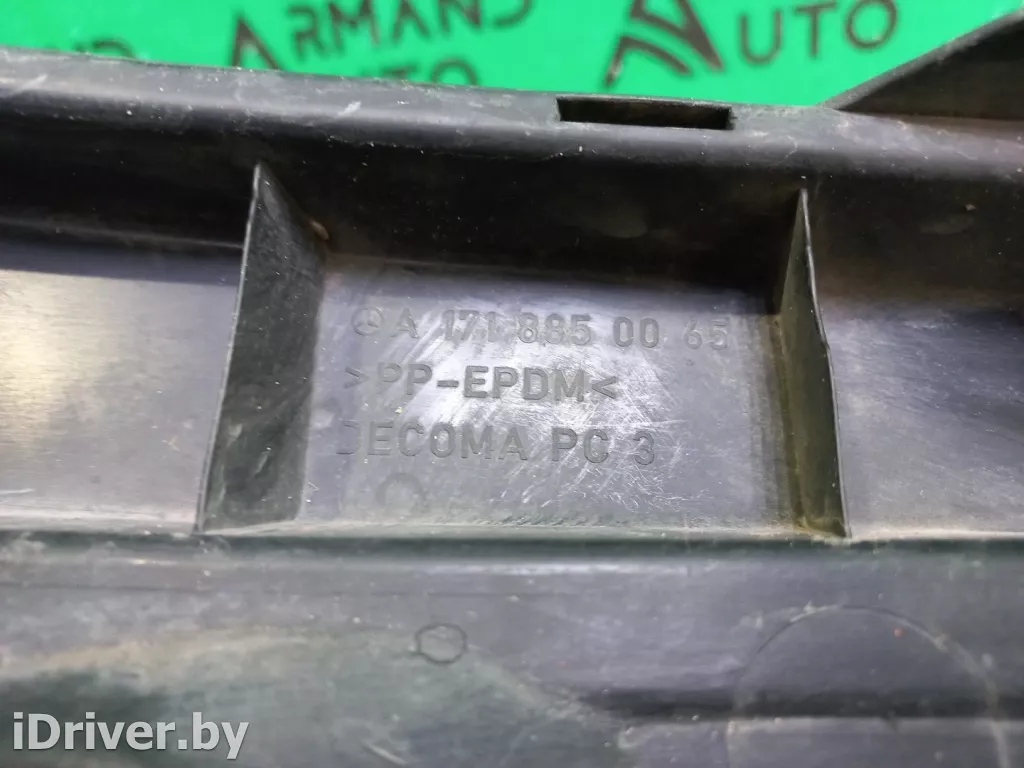 ARMAND AUTO
A 171 885 00 65
>PP-EPDM<
DECOMA PC 3
iDriver.by